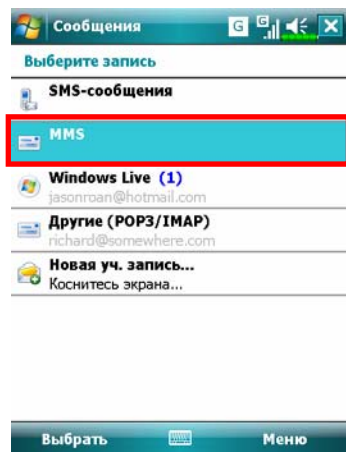 Сообщения
Выберите запись
SMS-сообщения
MMS
Windows Live (1)
jasonroan@hotmail.com
Другие (POP3/IMAP)
richard@somewhere.com
Новая уч. запись...
Коснитесь экрана...
Выбрать Меню